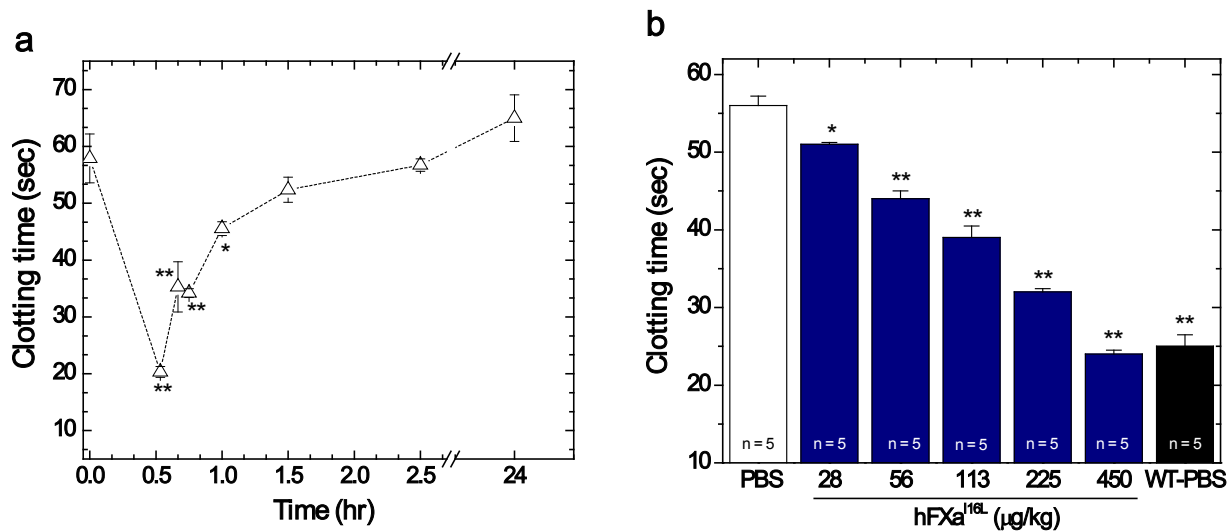 a
Clotting time (sec)
70
60
50
40
30
20
10
**
**
**
*
0.0 0.5 1.0 1.5 2.0 2.5 24
Time (hr)
b
Clotting time (sec)
60
50
40
30
20
10
*
**
**
**
**
**
n = 5 n = 5 n = 5 n = 5 n = 5 n = 5 n = 5
PBS 28 56 113 225 450 WT-PBS
hFXa^I16L (μg/kg)